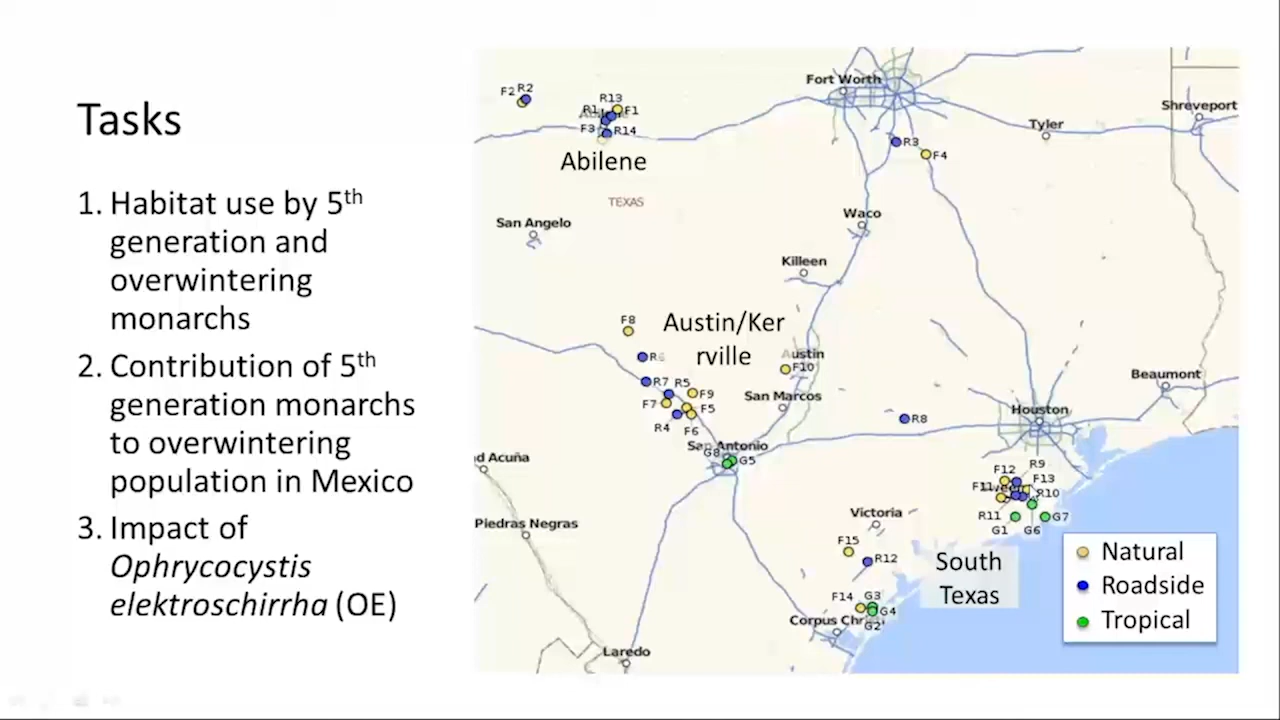 Tasks
1. Habitat use by 5th
generation and
overwintering
monarchs
2. Contribution of 5th
generation monarchs
to overwintering
population in Mexico
3. Impact of
Ophrycocystis
elektroschirrha (OE)
Fort Worth
F2 R2
R13
R1 F1
F3 R14
Abilene
Shreveport
Tyler
R3
F4
TEXAS
San Angelo
Waco
Killeen
F8
Austin/Ker
rville
Austin
F10
R7 R5
F9
F7
F5
R4 F6
San Marcos
Beaumont
Houston
R8
San Antonio
G8 G5
d Acuña
R9
F12
F13
F11
R10
R11
G1 G6 G7
Piedras Negras
Victoria
F15
R12
South
Texas
F14 G3
G4
G2
Corpus Chr
Laredo
Natural
Roadside
Tropical